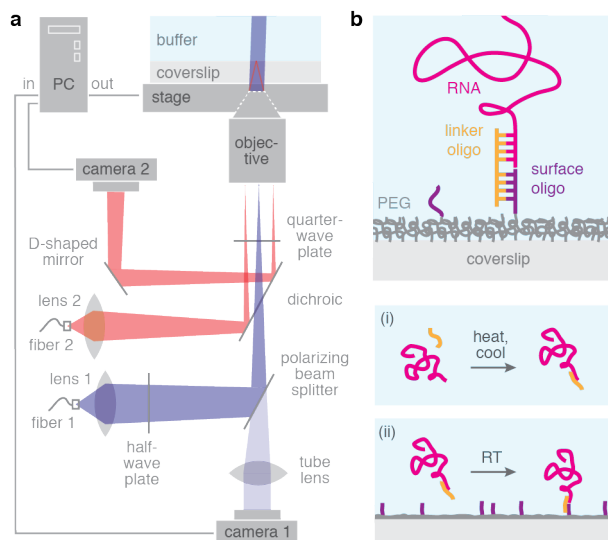 a
in
PC
out
buffer
coverslip
stage
objec-
tive
camera 2
quarter-
wave
plate
D-shaped
mirror
dichroic
lens 2
fiber 2
polarizing
beam
splitter
lens 1
fiber 1
half-
wave
plate
tube
lens
camera 1
b
RNA
linker
oligo
surface
oligo
PEG
coverslip
(i)
heat,
cool
(ii)
RT